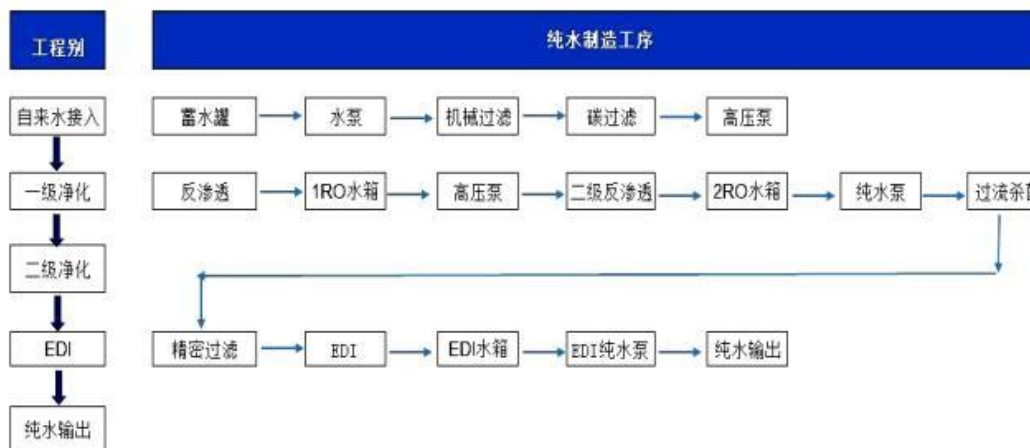 工程别
纯水制造工序
自来水接入
蓄水罐
水泵
机械过滤
碳过滤
高压泵
一级净化
反渗透
1RO水箱
高压泵
二级反渗透
2RO水箱
纯水泵
过流杀菌
二级净化
EDI
精密过滤
EDI
EDI水箱
EDI纯水泵
纯水输出
纯水输出